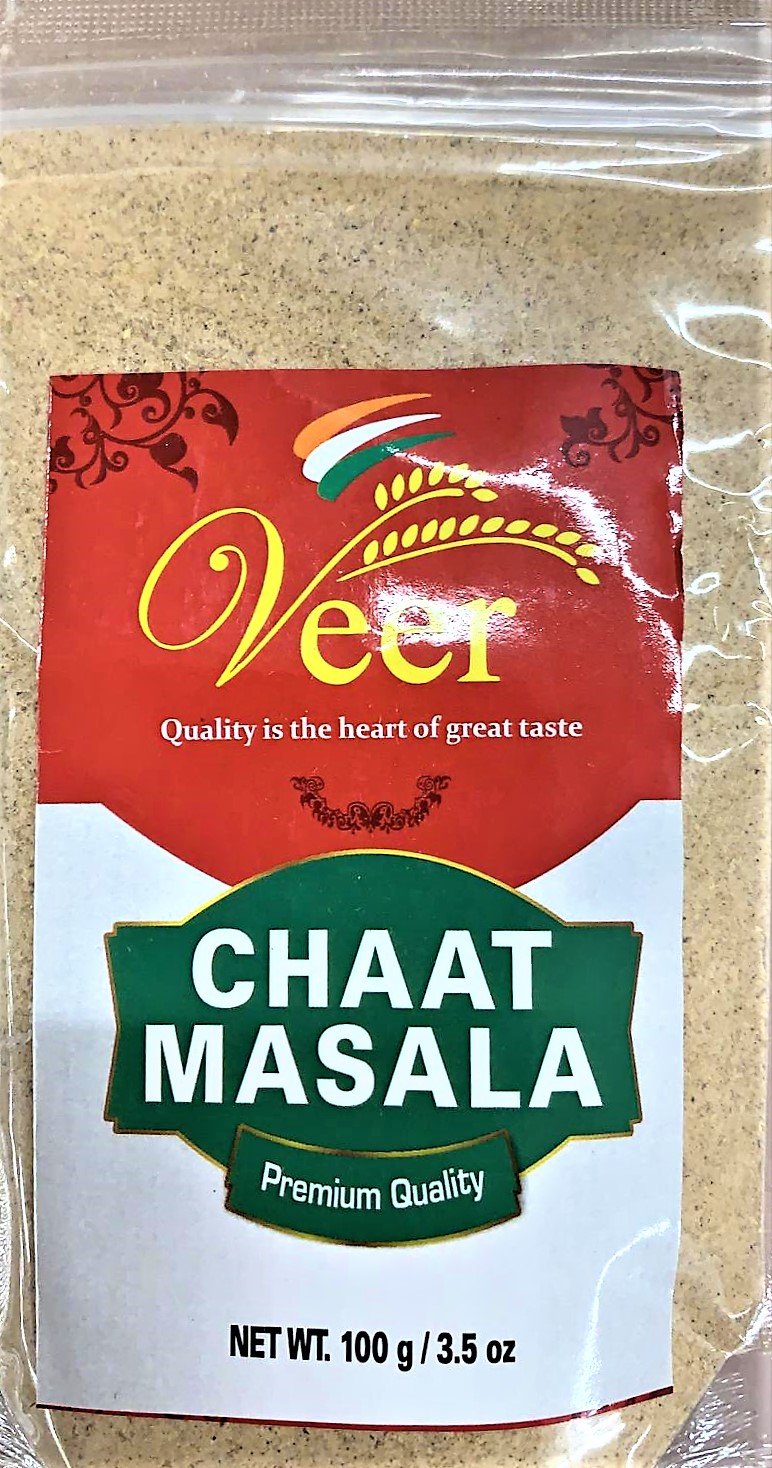 Veer
Quality is the heart of great taste
CHAAT
MASALA
Premium Quality
NET WT. 100 g / 3.5 oz